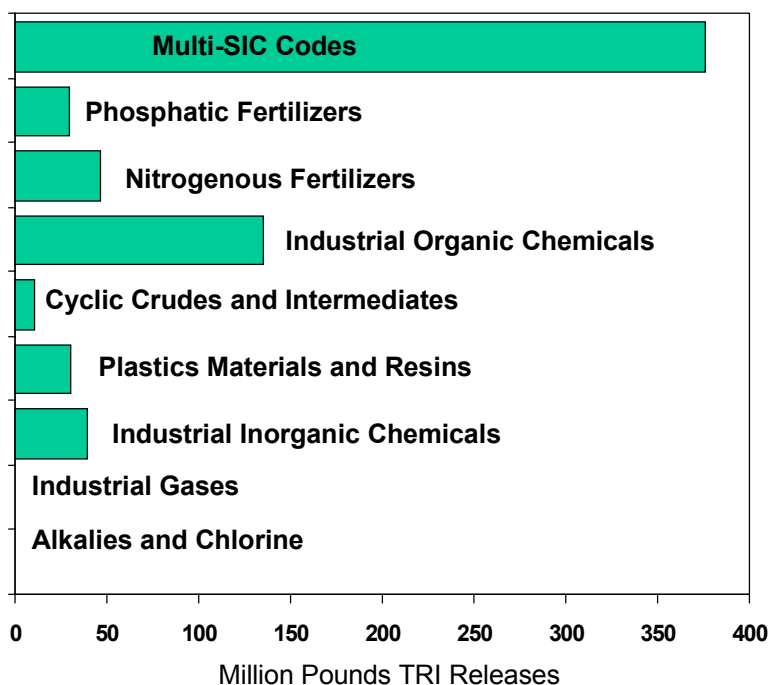 Multi-SIC Codes
Phosphatic Fertilizers
Nitrogenous Fertilizers
Industrial Organic Chemicals
Cyclic Crudes and Intermediates
Plastics Materials and Resins
Industrial Inorganic Chemicals
Industrial Gases
Alkalies and Chlorine
0 50 100 150 200 250 300 350 400
Million Pounds TRI Releases